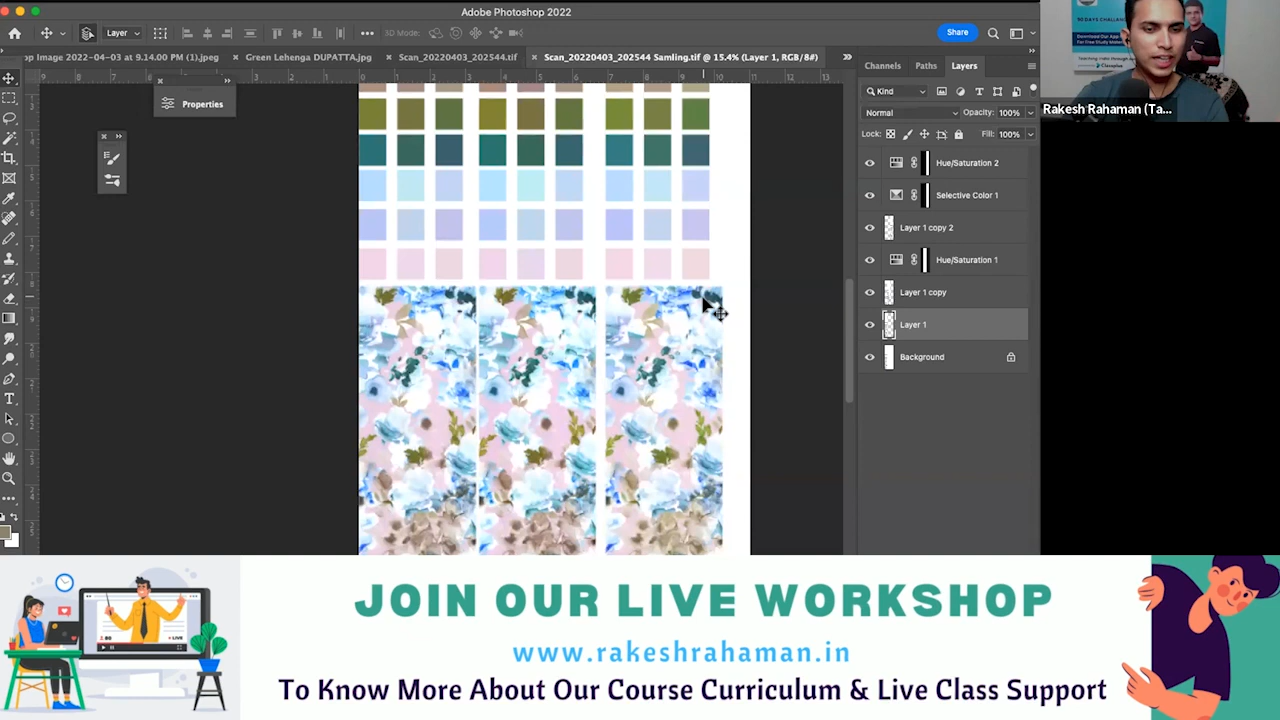 Adobe Photoshop 2022
Layer
3D Mode:
Share
op Image 2022-04-03 at 9.14.00 PM (1).jpeg
Green Lehenga DUPATTA.jpg
Scan_20220403_202544.tif
Scan_20220403_202544 Samling.tif @ 15.4% (Layer 1, RGB/8#)
Properties
Channels
Paths
Layers
Kind
Normal
Opacity: 100%
Lock:
Fill: 100%
Hue/Saturation 2
Selective Color 1
Layer 1 copy 2
Hue/Saturation 1
Layer 1 copy
Layer 1
Background
Rakesh Rahaman (Ta...
JOIN OUR LIVE WORKSHOP
www.rakeshrahaman.in
To Know More About Our Course Curriculum & Live Class Support